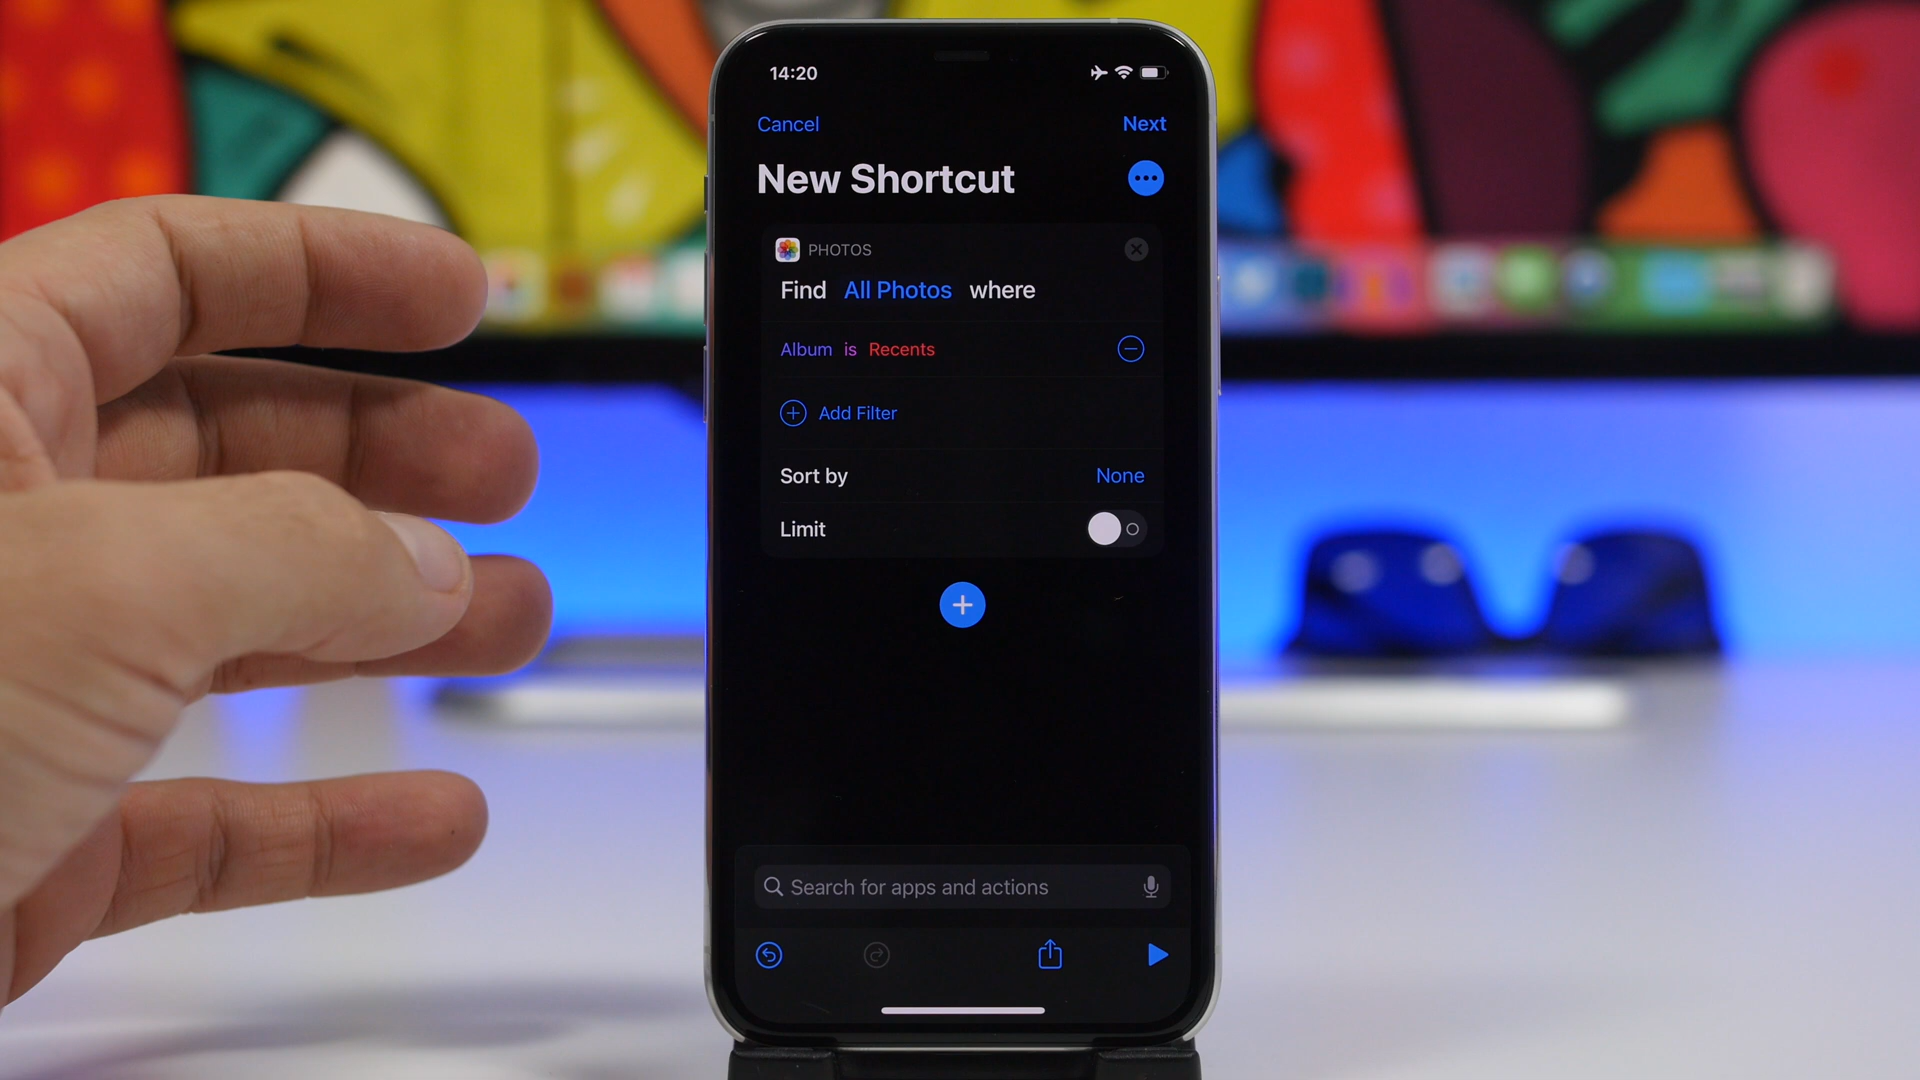 14:20
Cancel Next
New Shortcut
PHOTOS
Find All Photos where
Album is Recents
Add Filter
Sort by None
Limit
Search for apps and actions